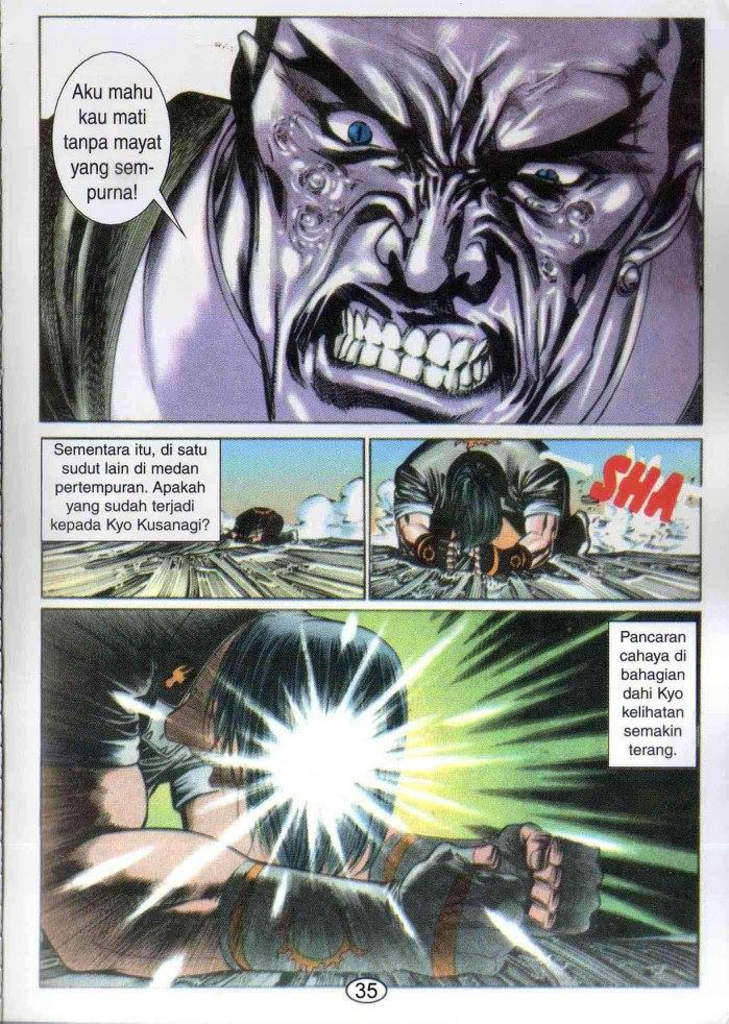 Aku mahu
kau mati
tanpa mayat
yang sem-
purna!
Sementara itu, di satu
sudut lain di medan
pertempuran. Apakah
yang sudah terjadi
kepada Kyo Kusanagi?
SHA
Pancaran
cahaya di
bahagian
dahi Kyo
kelihatan
semakin
terang.
35